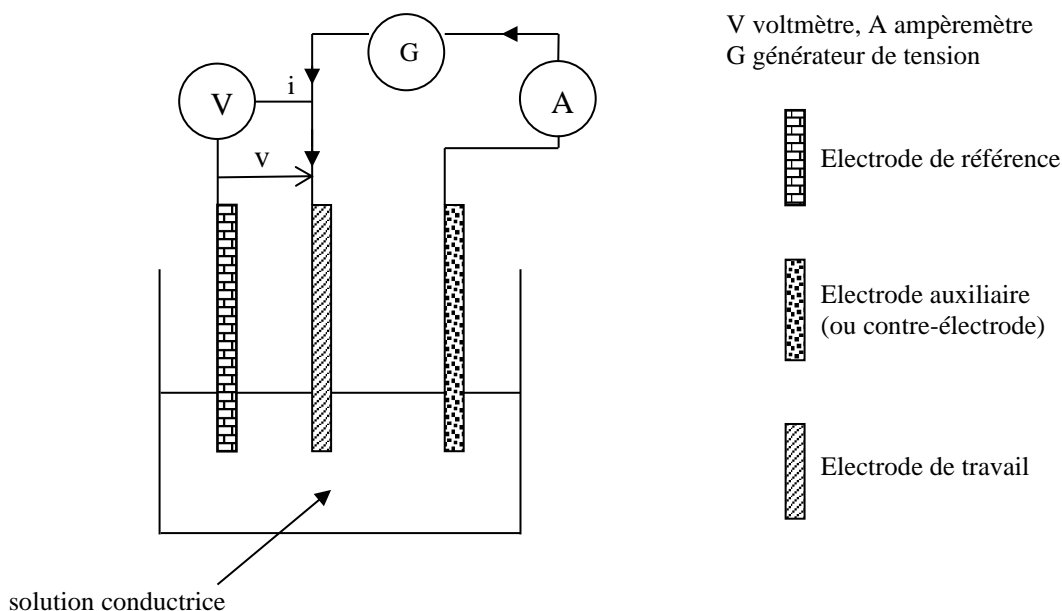 V voltmètre, A ampèremètre
G générateur de tension
G
V
i
A
v
Electrode de référence
Electrode auxiliaire
(ou contre-électrode)
Electrode de travail
solution conductrice